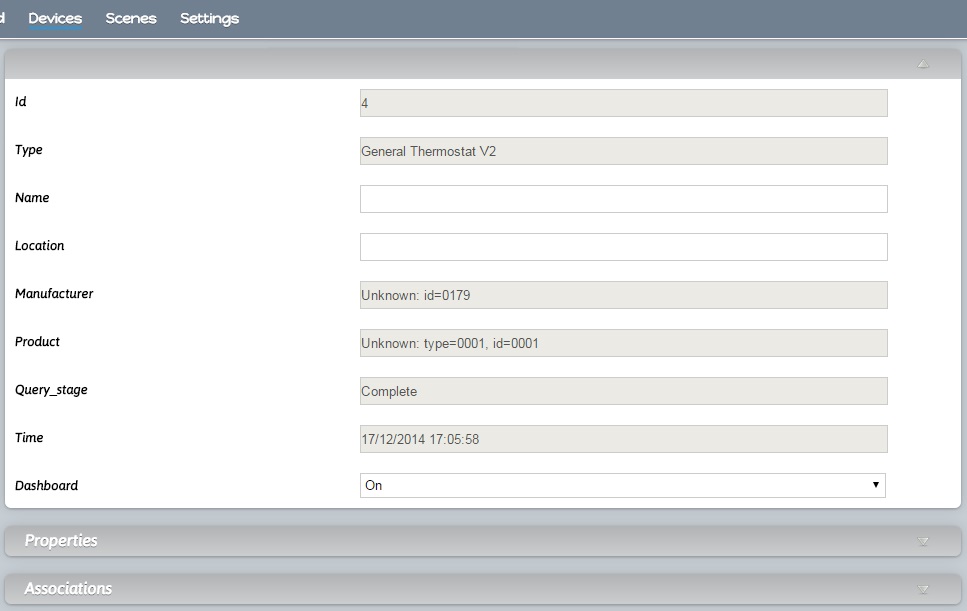 d Devices Scenes Settings
Id 4
Type General Thermostat V2
Name
Location
Manufacturer Unknown: id=0179
Product Unknown: type=0001, id=0001
Query_stage Complete
Time 17/12/2014 17:05:58
Dashboard On
Properties
Associations